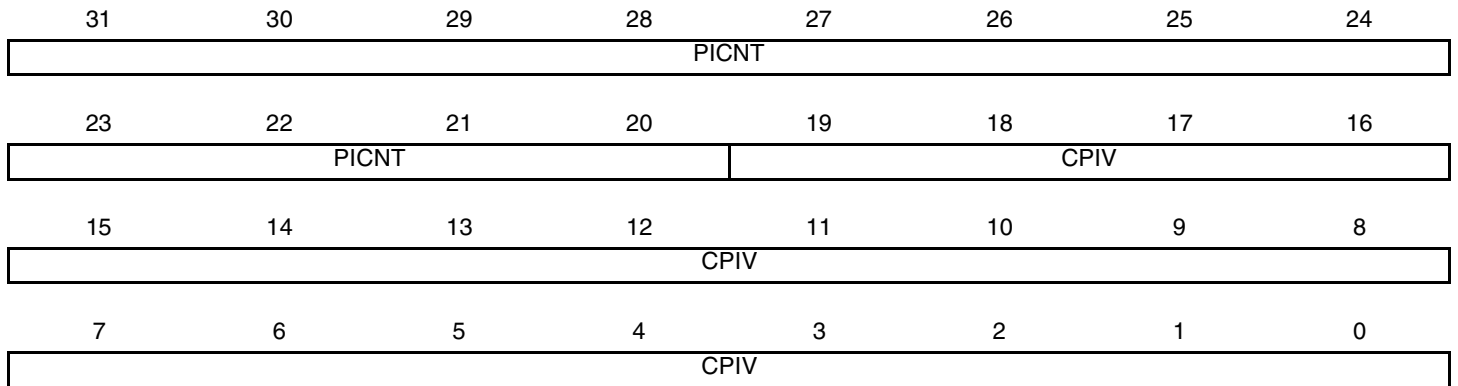 31 30 29 28 27 26 25 24
PICNT
23 22 21 20 19 18 17 16
PICNT CPIV
15 14 13 12 11 10 9 8
CPIV
7 6 5 4 3 2 1 0
CPIV